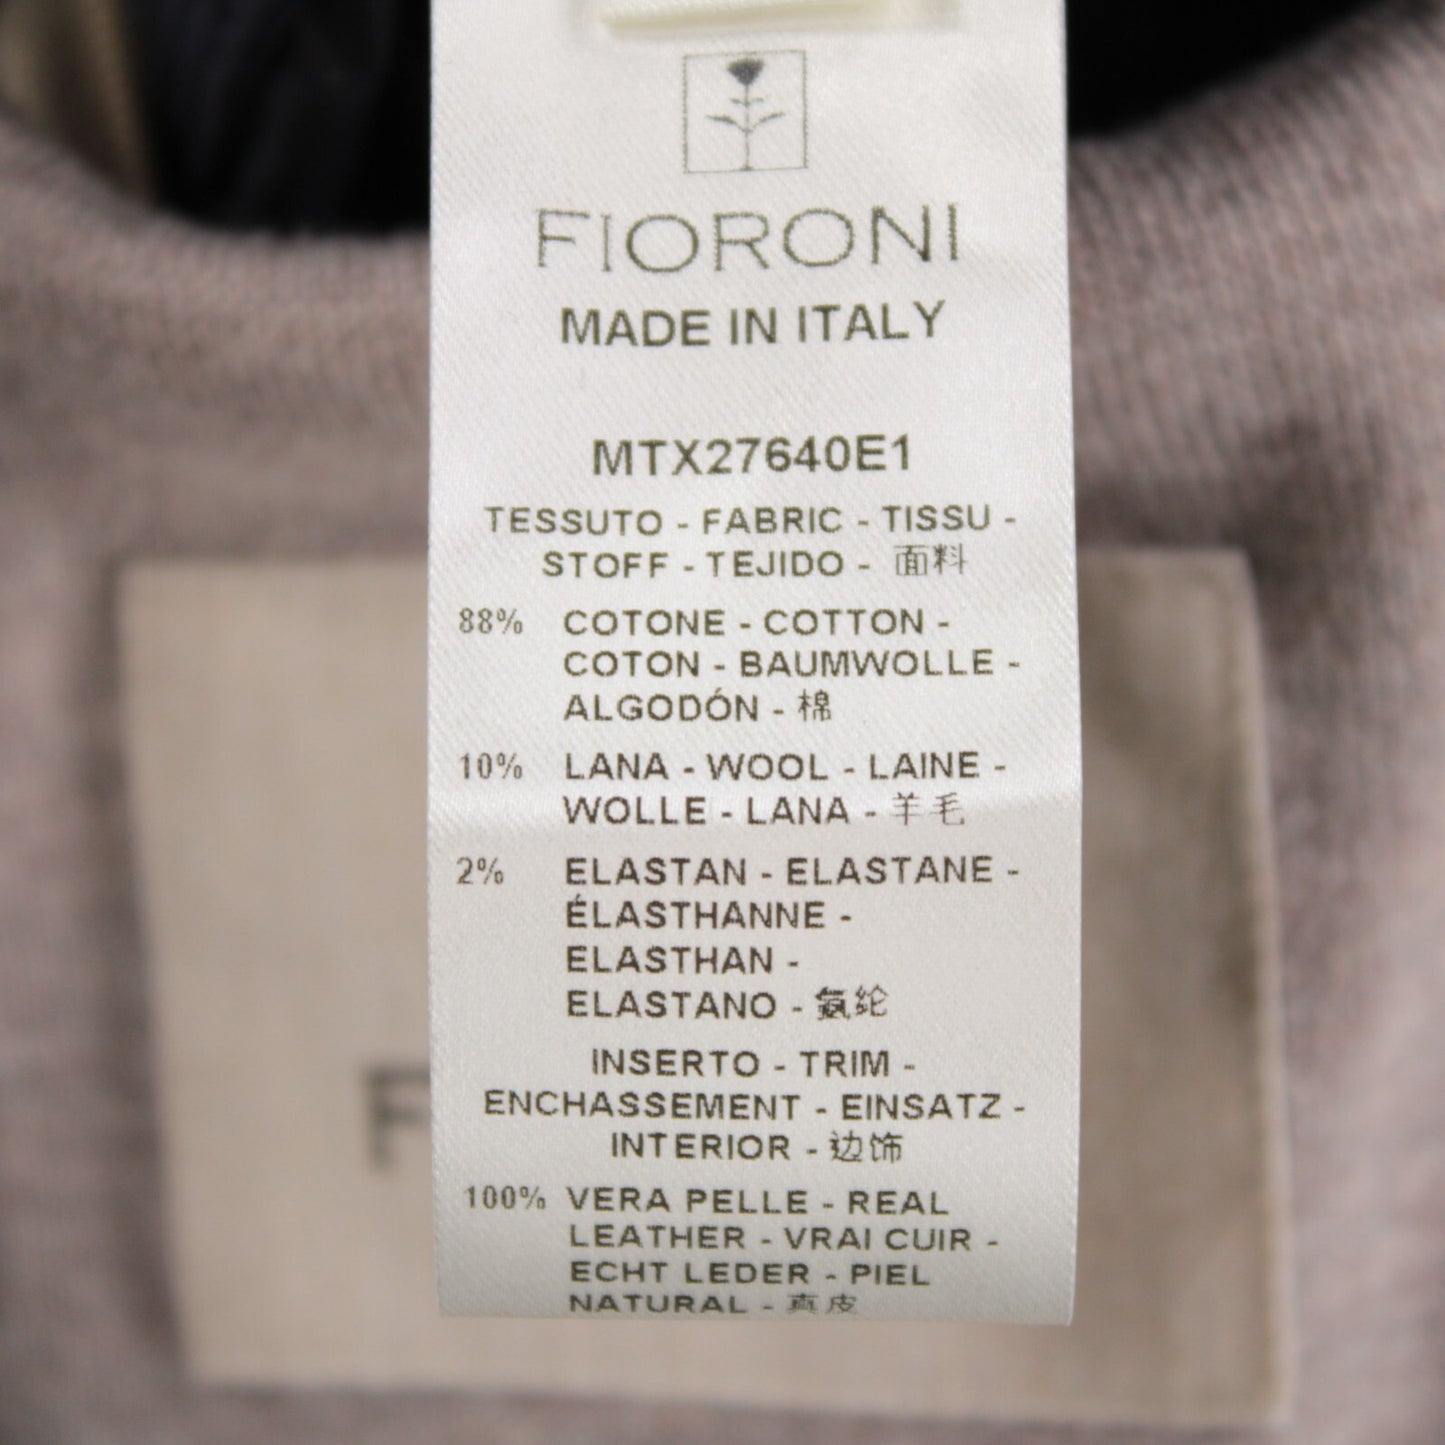 FIORONI
MADE IN ITALY
MTX27640E1
TESSUTO - FABRIC - TISSU -
STOFF - TEJIDO - 面料
88% COTONE - COTTON -
COTON - BAUMWOLLE -
ALGODÓN - 棉
10% LANA - WOOL - LAINE -
WOLLE - LANA - 羊毛
2% ELASTAN - ELASTANE -
ÉLASTHANNE -
ELASTHAN -
ELASTANO - 氨纶
INSERTO - TRIM -
ENCHASSEMENT - EINSATZ -
INTERIOR - 边饰
100% VERA PELLE - REAL
LEATHER - VRAI CUIR -
ECHT LEDER - PIEL
NATURAL - 真皮